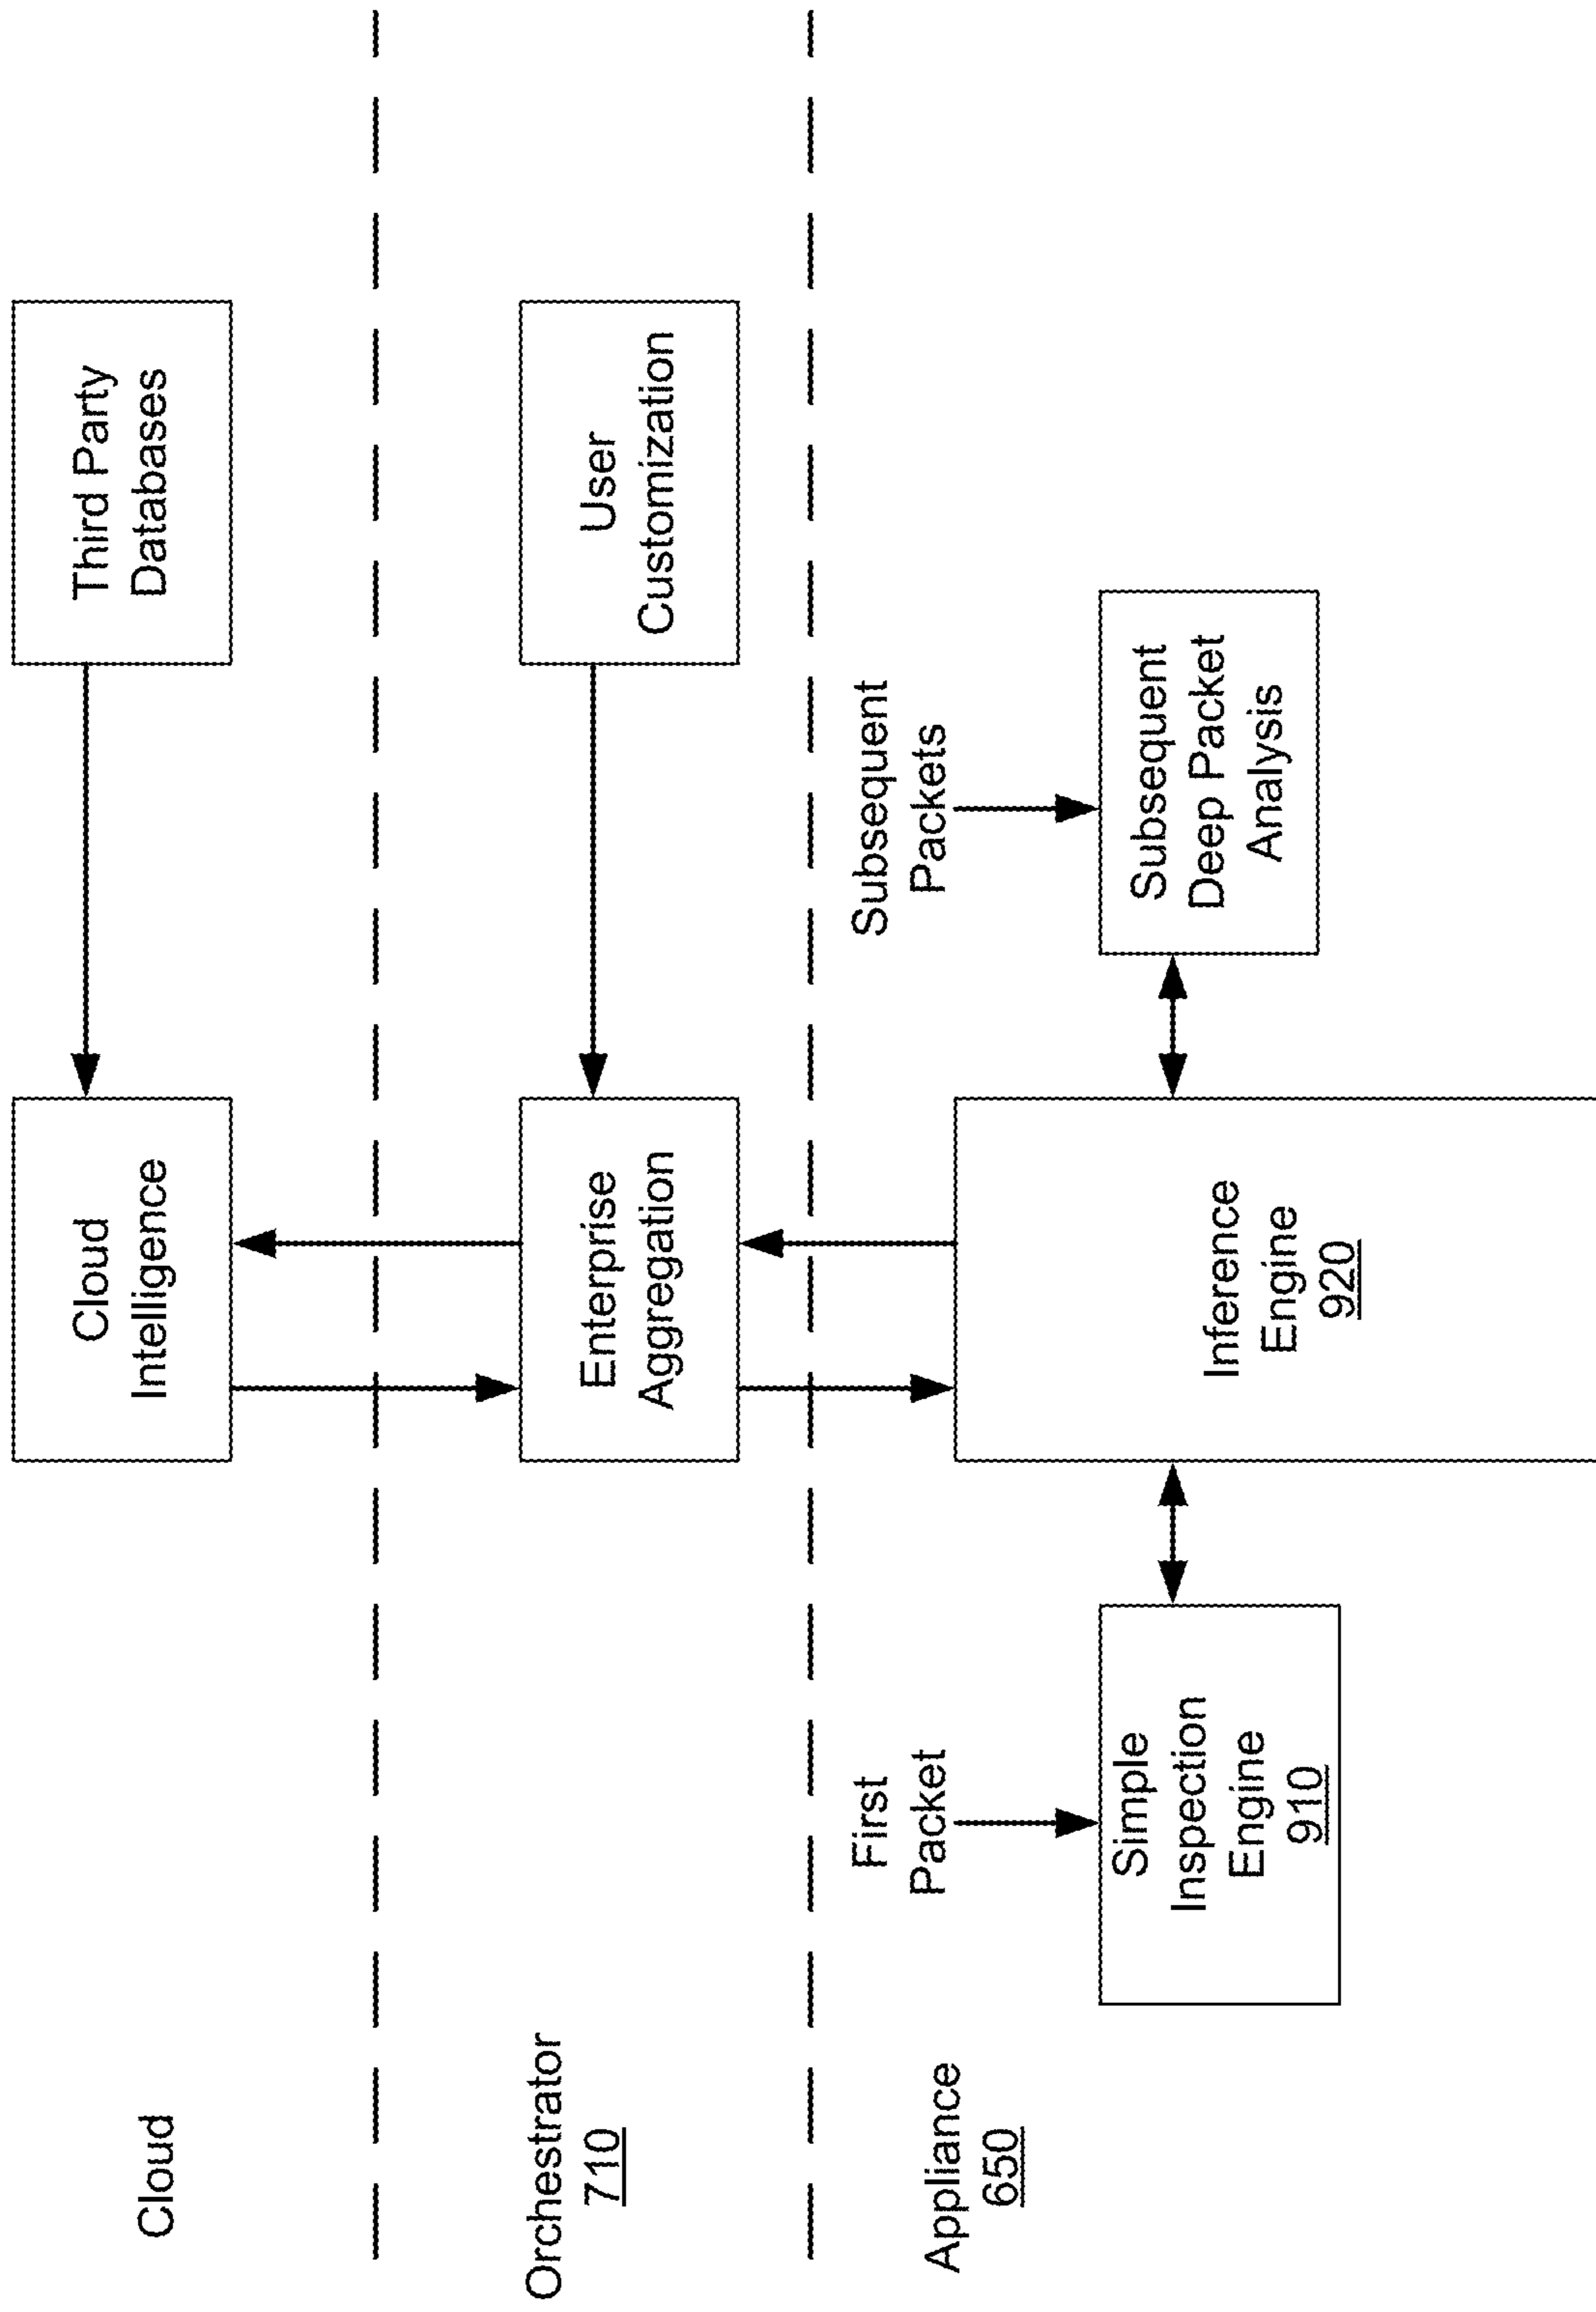 Cloud
Cloud
Intelligence
Third Party
Databases
Orchestrator
710
Enterprise
Aggregation
User
Customization
Appliance
650
First
Packet
Subsequent
Packets
Simple
Inspection
Engine
910
Inference
Engine
920
Subsequent
Deep Packet
Analysis